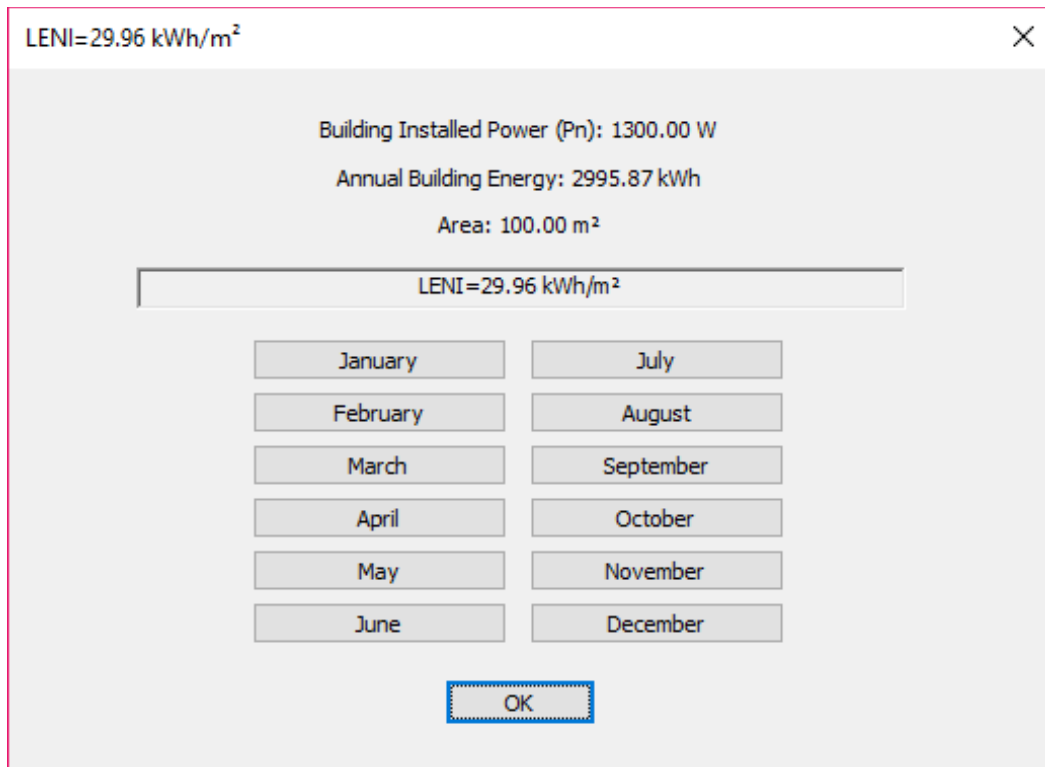 LENI=29.96 kWh/m²
Building Installed Power (Pn): 1300.00 W
Annual Building Energy: 2995.87 kWh
Area: 100.00 m²
LENI=29.96 kWh/m²
January
July
February
August
March
September
April
October
May
November
June
December
OK